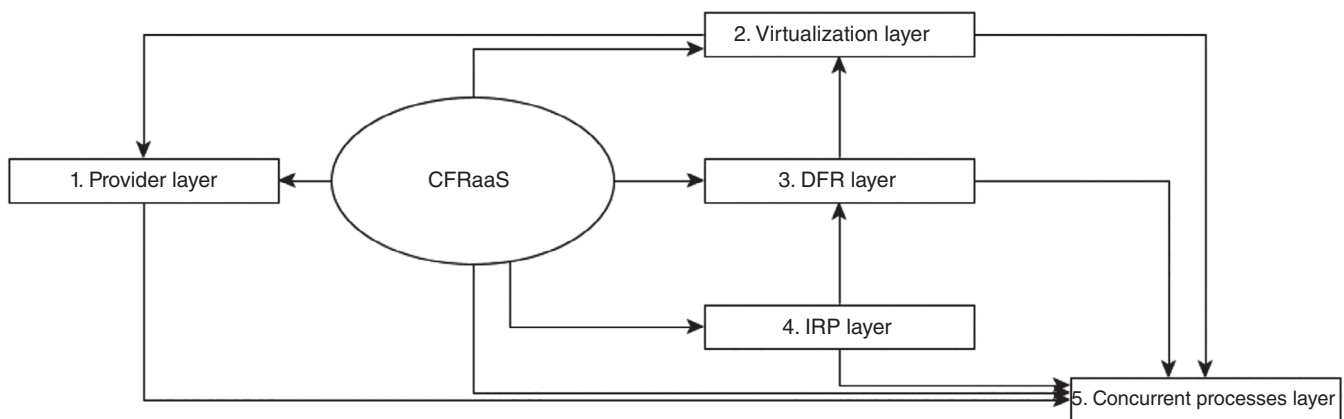 2. Virtualization layer
1. Provider layer
CFRaaS
3. DFR layer
4. IRP layer
5. Concurrent processes layer